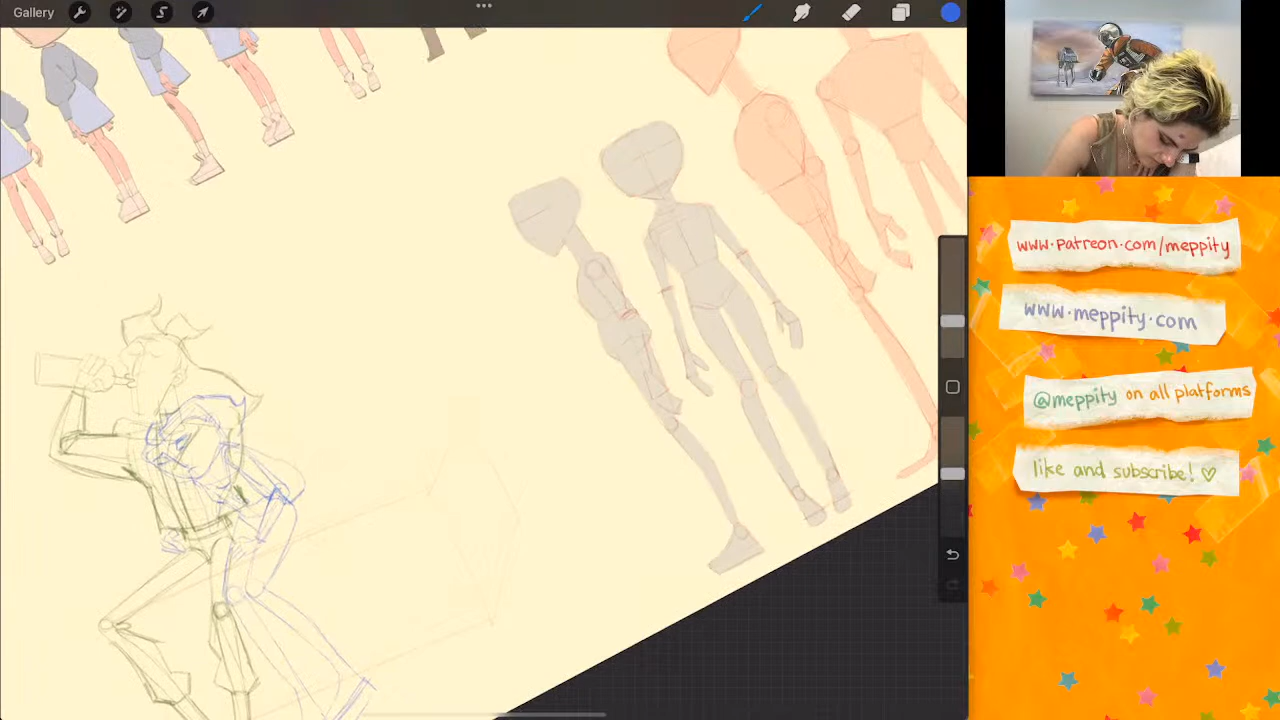 Gallery
www.patreon.com/meppity
www.meppity.com
@meppity on all platforms
like and subscribe! ♡